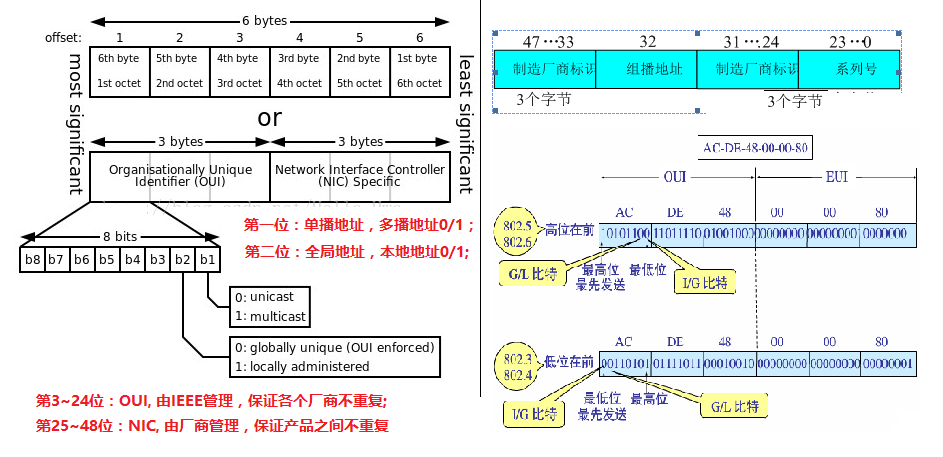 6 bytes
offset: 1 2 3 4 5 6
6th byte 5th byte 4th byte 3rd byte 2nd byte 1st byte
1st octet 2nd octet 3rd octet 4th octet 5th octet 6th octet
most significant
least significant
or
3 bytes 3 bytes
Organisationally Unique
Identifier (OUI)
Network Interface Controller
(NIC) Specific
8 bits
b8 b7 b6 b5 b4 b3 b2 b1
0: unicast
1: multicast
0: globally unique (OUI enforced)
1: locally administered
第一位：单播地址，多播地址0/1；
第二位：全局地址，本地地址0/1;
第3~24位：OUI, 由IEEE管理，保证各个厂商不重复;
第25~48位：NIC, 由厂商管理，保证产品之间不重复
47…33 32 31…24 23…0
制造厂商标识 组播地址 制造厂商标识 系列号
3个字节 3个字节
AC-DE-48-00-00-80
OUI EUI
AC DE 48 00 00 80
802.5
802.6
高位在前
10101100 11011110 01001000 00000000 00000000 0000000
G/L 比特
最高位
最先发送
最低位
I/G 比特
AC DE 48 00 00 80
802.3
802.4
低位在前
00110101 01111011 00010010 00000000 00000000 00000001
I/G 比特
最低位
最先发送
最高位
G/L 比特